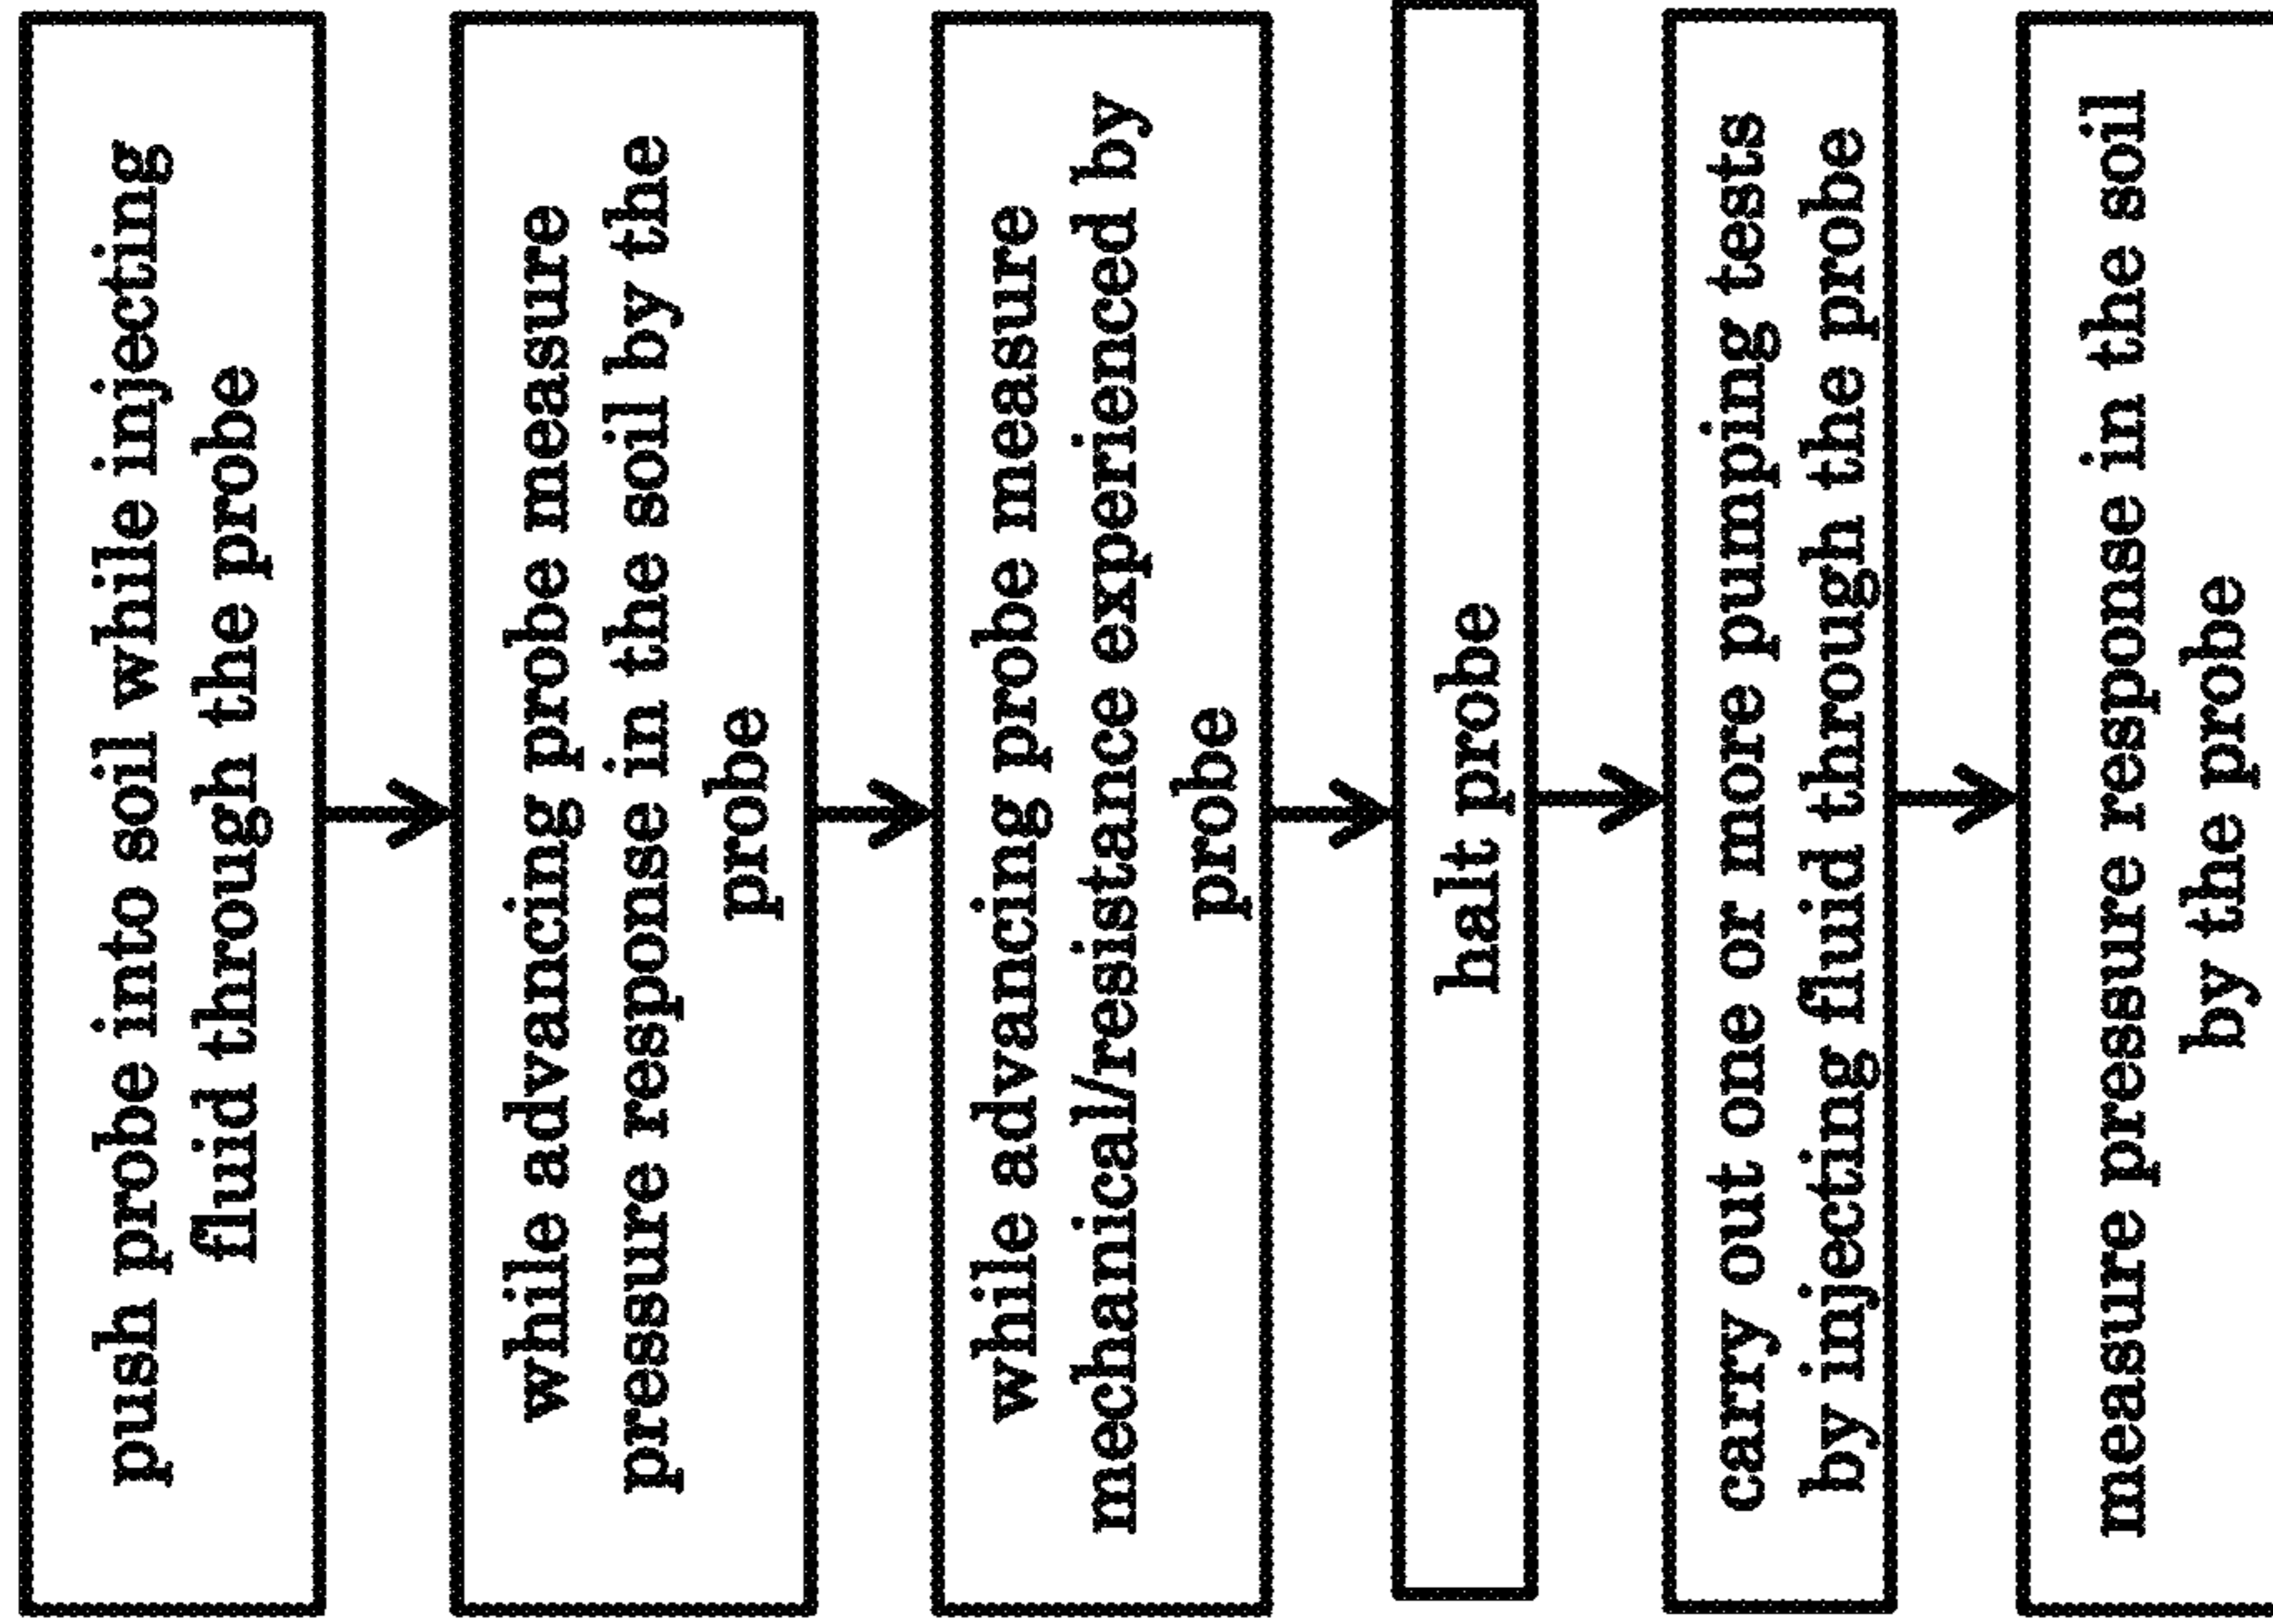 push probe into soil while injecting
fluid through the probe
while advancing probe measure
pressure response in the soil by the
probe
while advancing probe measure
mechanical/resistance experienced by
probe
halt probe
carry out one or more pumping tests
by injecting fluid through the probe
measure pressure response in the soil
by the probe